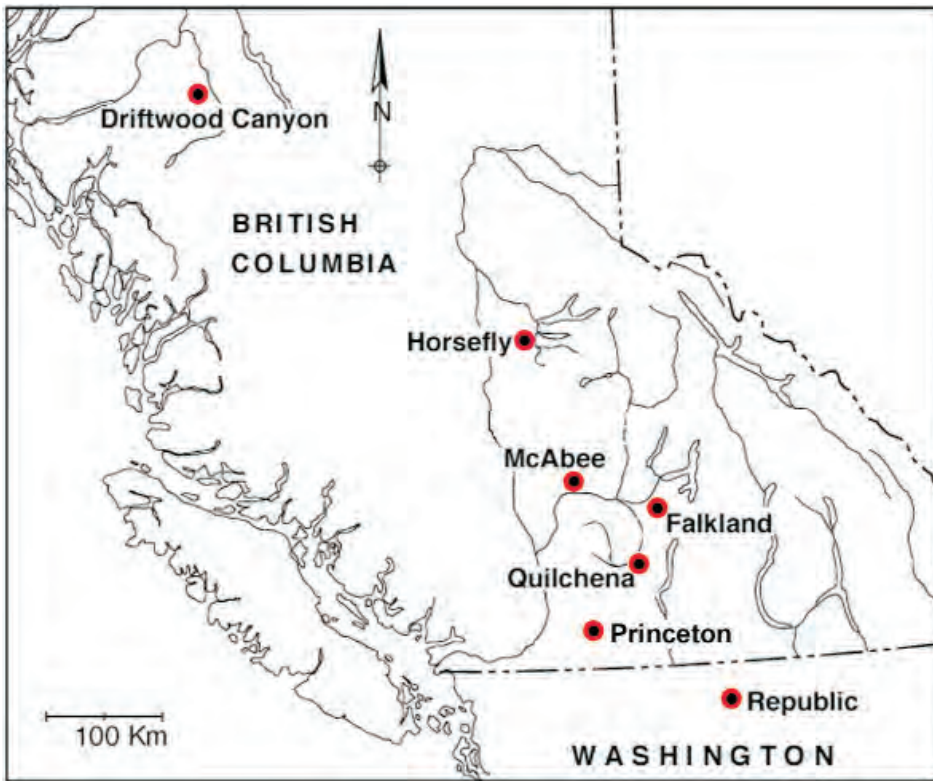 Driftwood Canyon
N
BRITISH
COLUMBIA
Horsefly
McAbee
Falkland
Quilchena
Princeton
Republic
100 Km
WASHINGTON